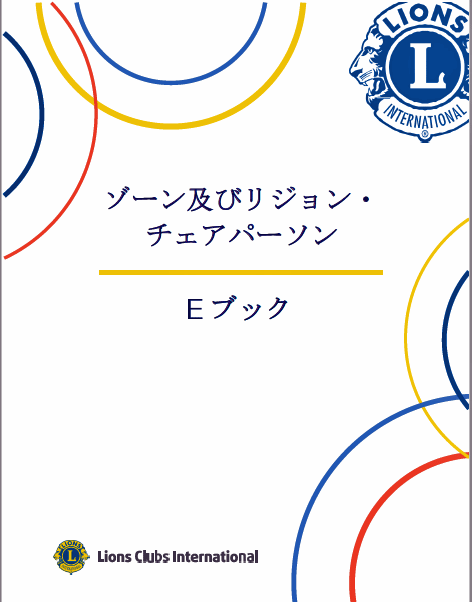 LIONS
L
INTERNATIONAL
®
ゾーン及びリジョン・
チェアパーソン
Eブック
L
Lions Clubs International